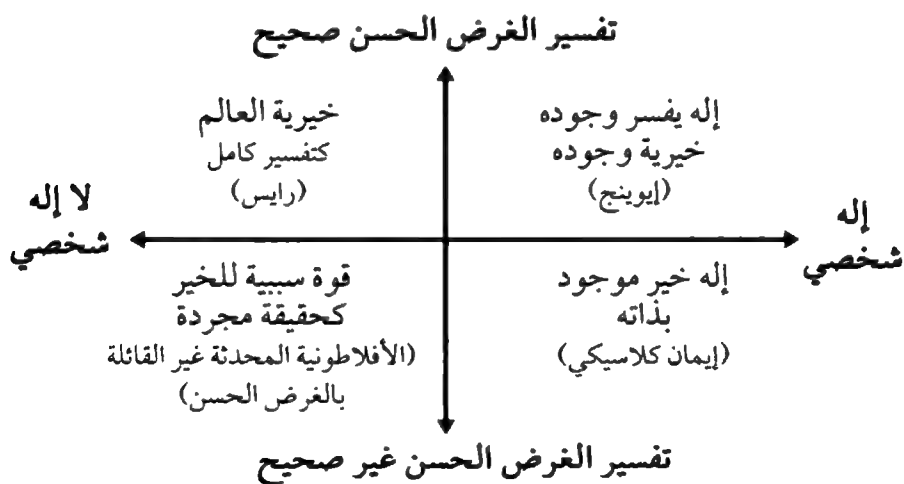 تفسير الغرض الحسن صحيح
إله يفسر وجوده
خيرية وجوده
(إيوينج)
خيرية العالم
كتفسير كامل
(رايس)
إله
شخصي
لا إله
شخصي
إله خير موجود
بذاته
(إيمان كلاسيكي)
قوة سببية للخير
كحقيقة مجردة
(الأفلاطونية المحدثة غير القائلة
بالغرض الحسن)
تفسير الغرض الحسن غير صحيح